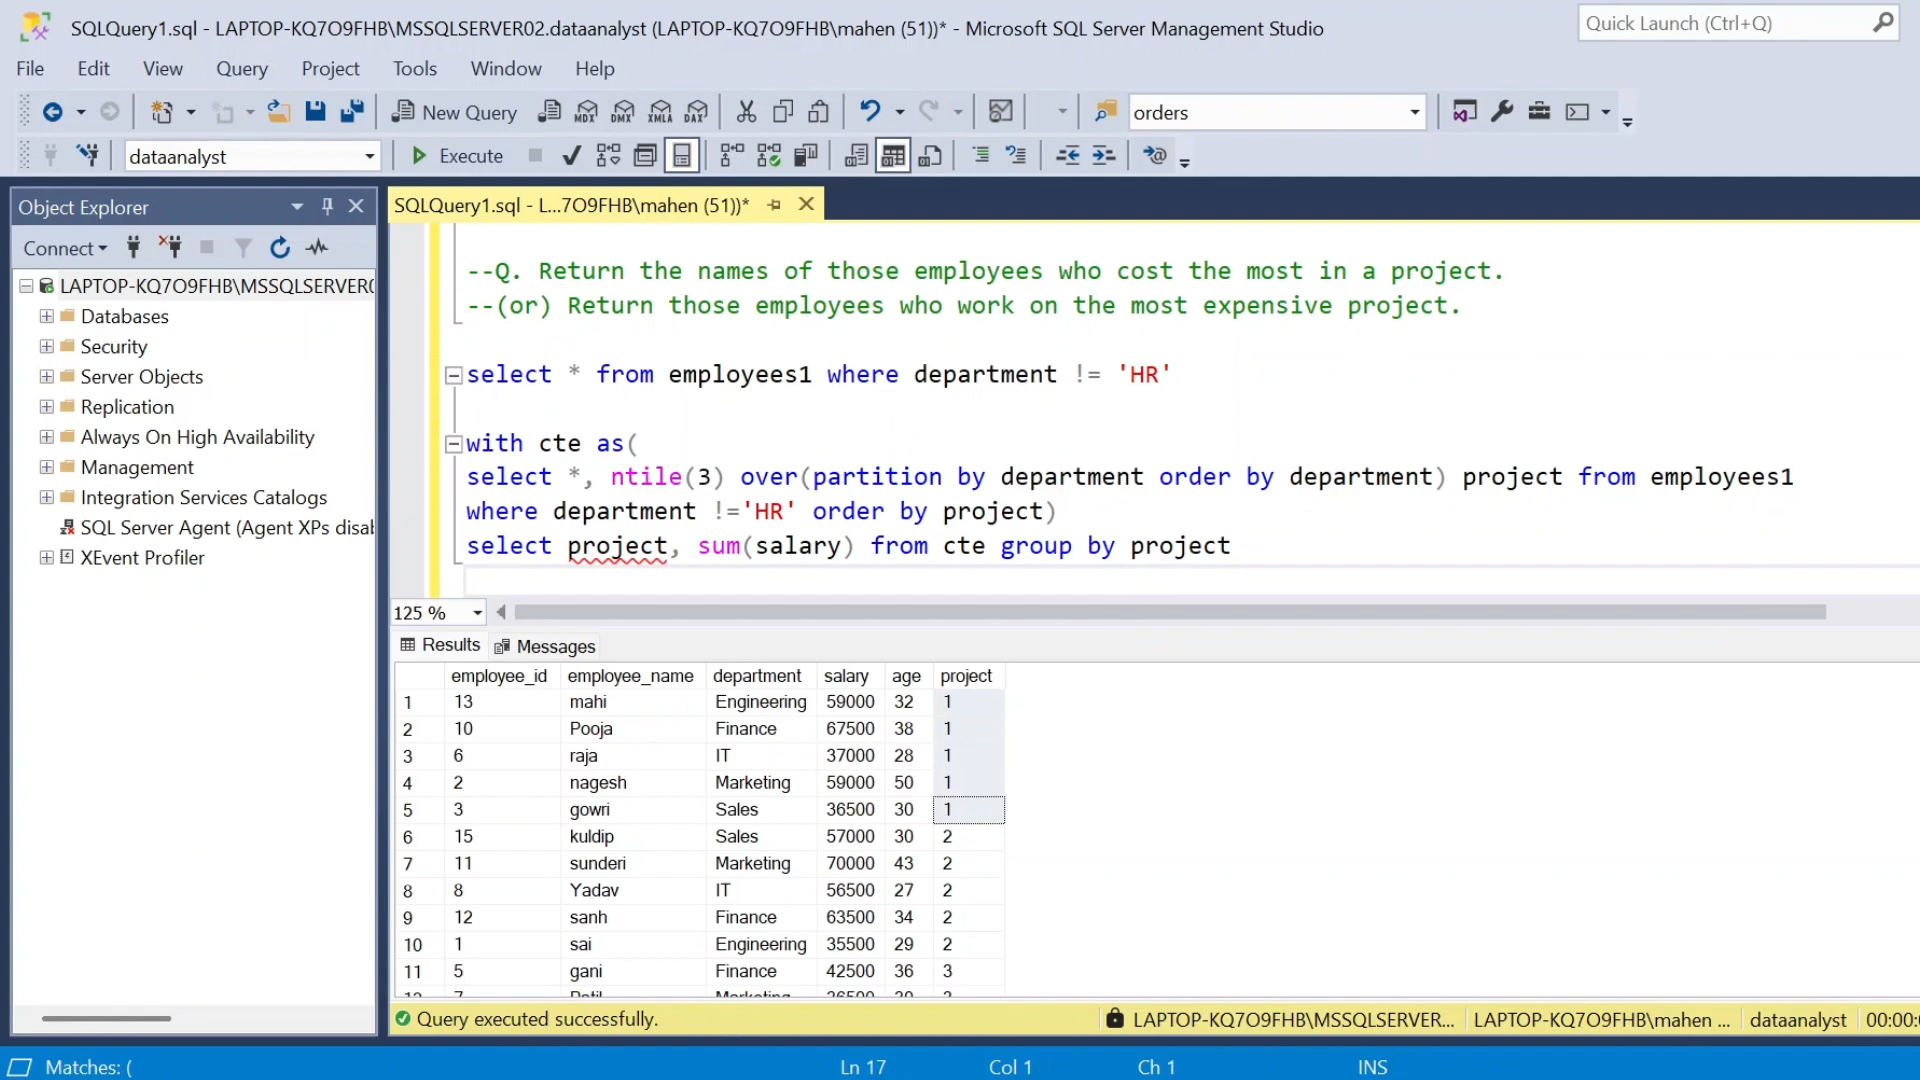 SQLQuery1.sql - LAPTOP-KQ7O9FHB\MSSQLSERVER02.dataanalyst (LAPTOP-KQ7O9FHB\mahen (51))* - Microsoft SQL Server Management Studio
Quick Launch (Ctrl+Q)
File Edit View Query Project Tools Window Help
New Query MDX DMX XMLA DAX orders
dataanalyst Execute
Object Explorer
Connect
LAPTOP-KQ7O9FHB\MSSQLSERVER0
Databases
Security
Server Objects
Replication
Always On High Availability
Management
Integration Services Catalogs
SQL Server Agent (Agent XPs disal
XEvent Profiler
SQLQuery1.sql - L...7O9FHB\mahen (51))*
--Q. Return the names of those employees who cost the most in a project.
--(or) Return those employees who work on the most expensive project.
select * from employees1 where department != 'HR'
with cte as(
select *, ntile(3) over(partition by department order by department) project from employees1
where department !='HR' order by project)
select project, sum(salary) from cte group by project
125 %
Results Messages
employee_id employee_name department salary age project
1 13 mahi Engineering 59000 32 1
2 10 Pooja Finance 67500 38 1
3 6 raja IT 37000 28 1
4 2 nagesh Marketing 59000 50 1
5 3 gowri Sales 36500 30 1
6 15 kuldip Sales 57000 30 2
7 11 sunderi Marketing 70000 43 2
8 8 Yadav IT 56500 27 2
9 12 sanh Finance 63500 34 2
10 1 sai Engineering 35500 29 2
11 5 gani Finance 42500 36 3
Query executed successfully. LAPTOP-KQ7O9FHB\MSSQLSERVER... LAPTOP-KQ7O9FHB\mahen ... dataanalyst 00:00:
Matches: ( Ln 17 Col 1 Ch 1 INS